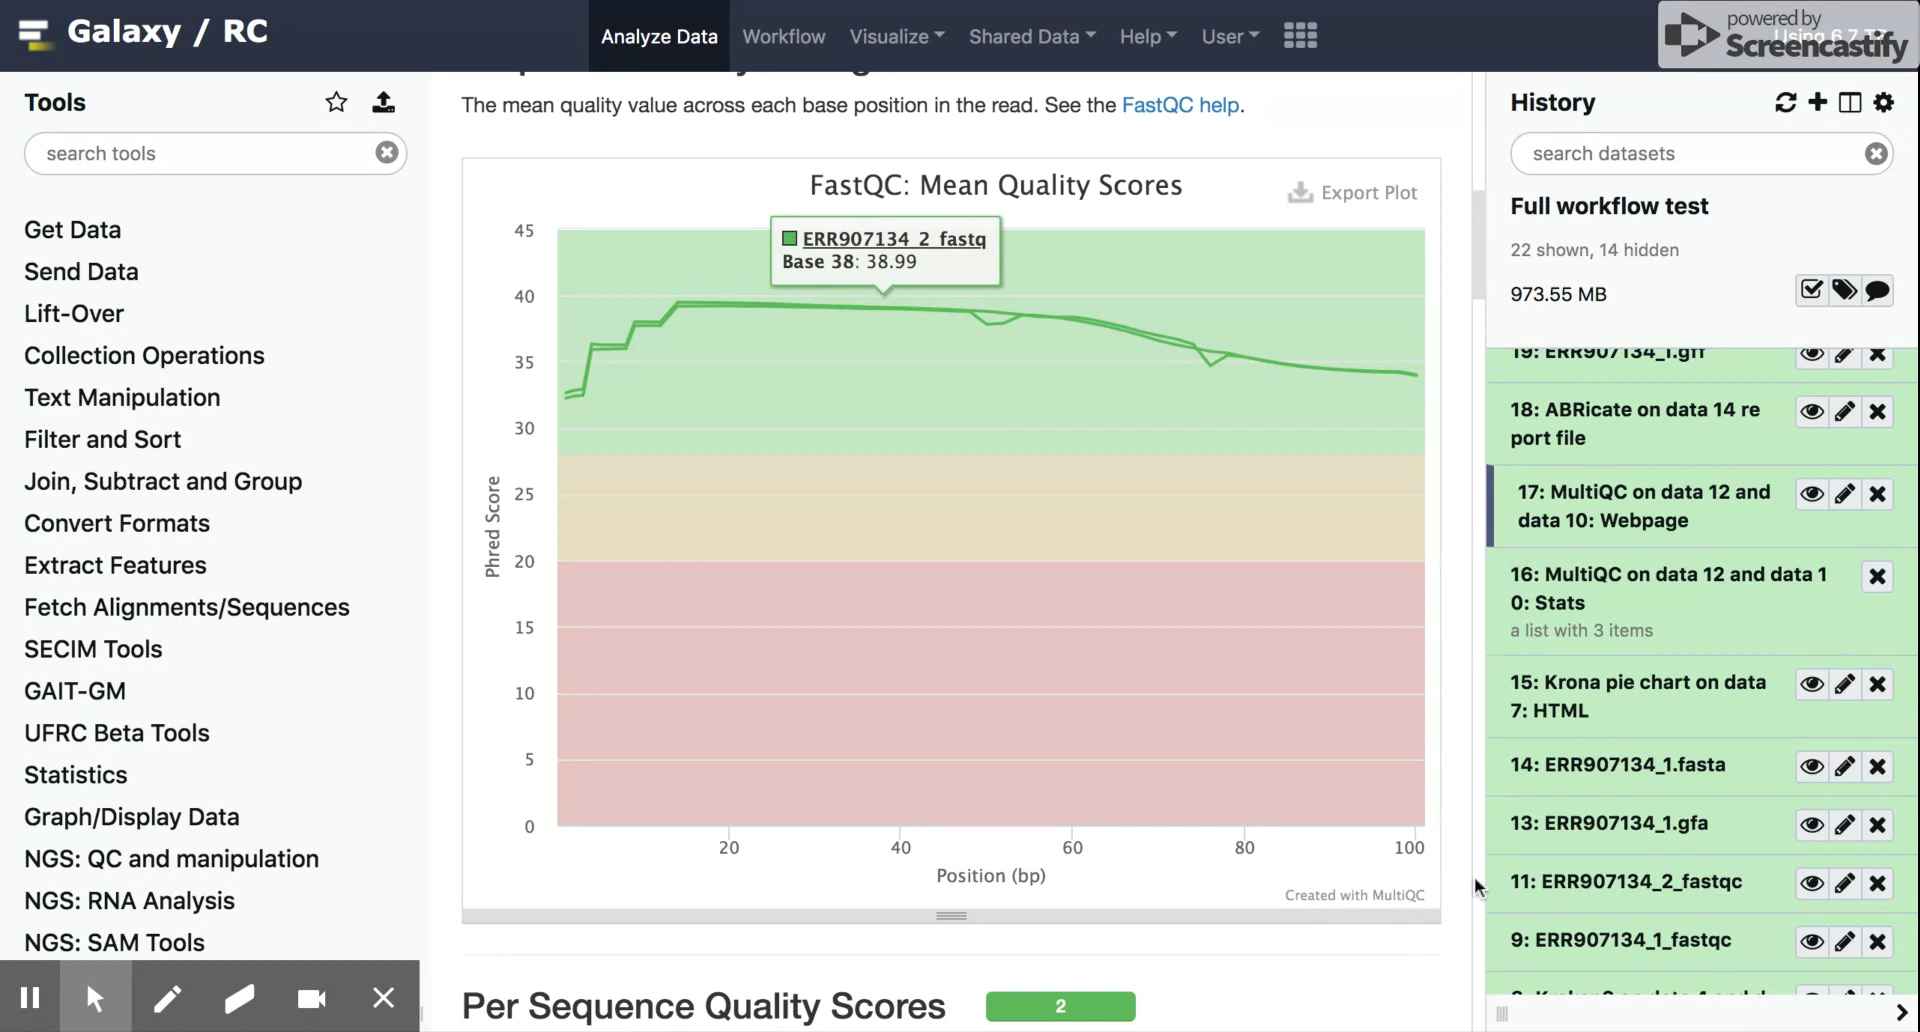 Galaxy / RC
Analyze Data
Workflow
Visualize
Shared Data
Help
User
powered by
Screencastify
Tools
search tools
Get Data
Send Data
Lift-Over
Collection Operations
Text Manipulation
Filter and Sort
Join, Subtract and Group
Convert Formats
Extract Features
Fetch Alignments/Sequences
SECIM Tools
GAIT-GM
UFRC Beta Tools
Statistics
Graph/Display Data
NGS: QC and manipulation
NGS: RNA Analysis
NGS: SAM Tools
The mean quality value across each base position in the read. See the FastQC help.
FastQC: Mean Quality Scores
Export Plot
ERR907134_2_fastq
Base 38: 38.99
45
40
35
30
25
20
15
10
5
0
Phred Score
20
40
60
80
100
Position (bp)
Created with MultiQC
Per Sequence Quality Scores
2
History
search datasets
Full workflow test
22 shown, 14 hidden
973.55 MB
19: ERR907134_1.gff
18: ABRicate on data 14 re
port file
17: MultiQC on data 12 and
data 10: Webpage
16: MultiQC on data 12 and data 1
0: Stats
a list with 3 items
15: Krona pie chart on data
7: HTML
14: ERR907134_1.fasta
13: ERR907134_1.gfa
11: ERR907134_2_fastqc
9: ERR907134_1_fastqc